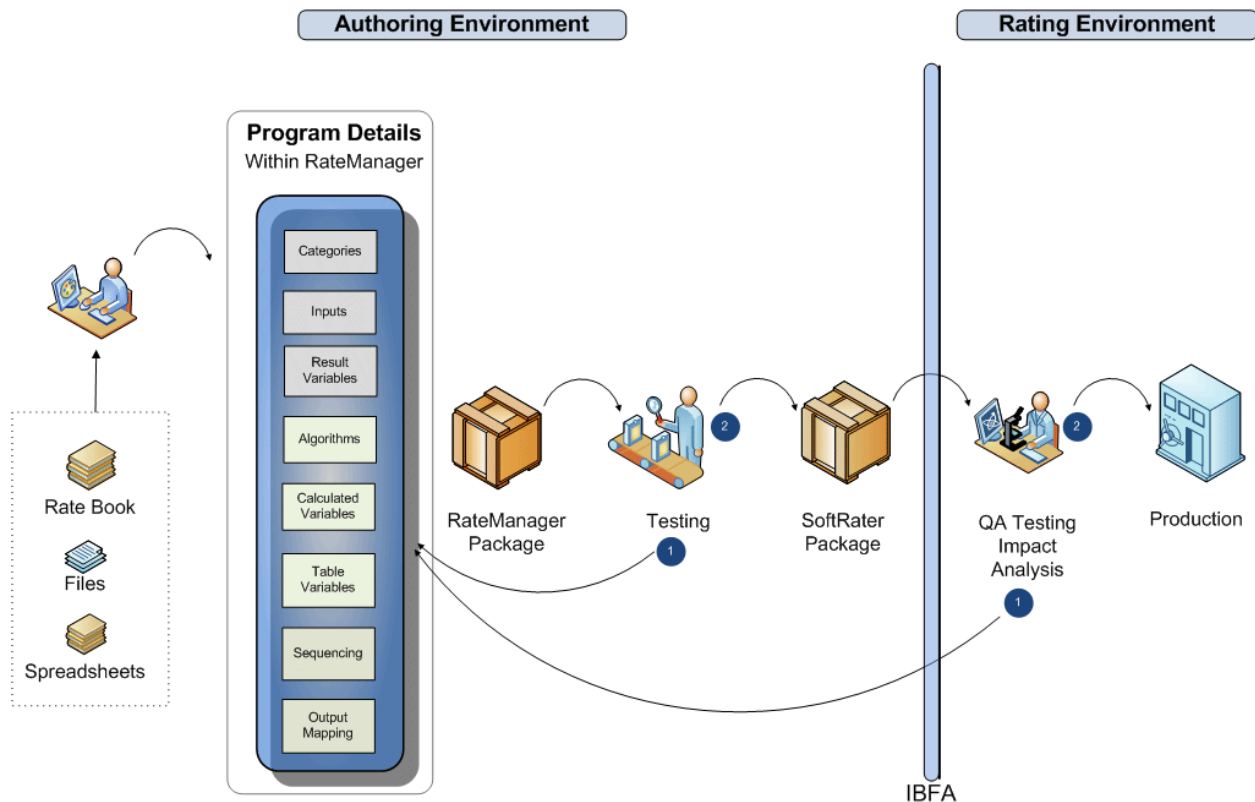 Authoring Environment
Rating Environment
Program Details
Within RateManager
Categories
Inputs
Result
Variables
Algorithms
Calculated
Variables
Table
Variables
Sequencing
Output
Mapping
Rate Book
Files
Spreadsheets
RateManager
Package
Testing
1
2
SoftRater
Package
QA Testing
Impact
Analysis
1
2
Production
IBFA